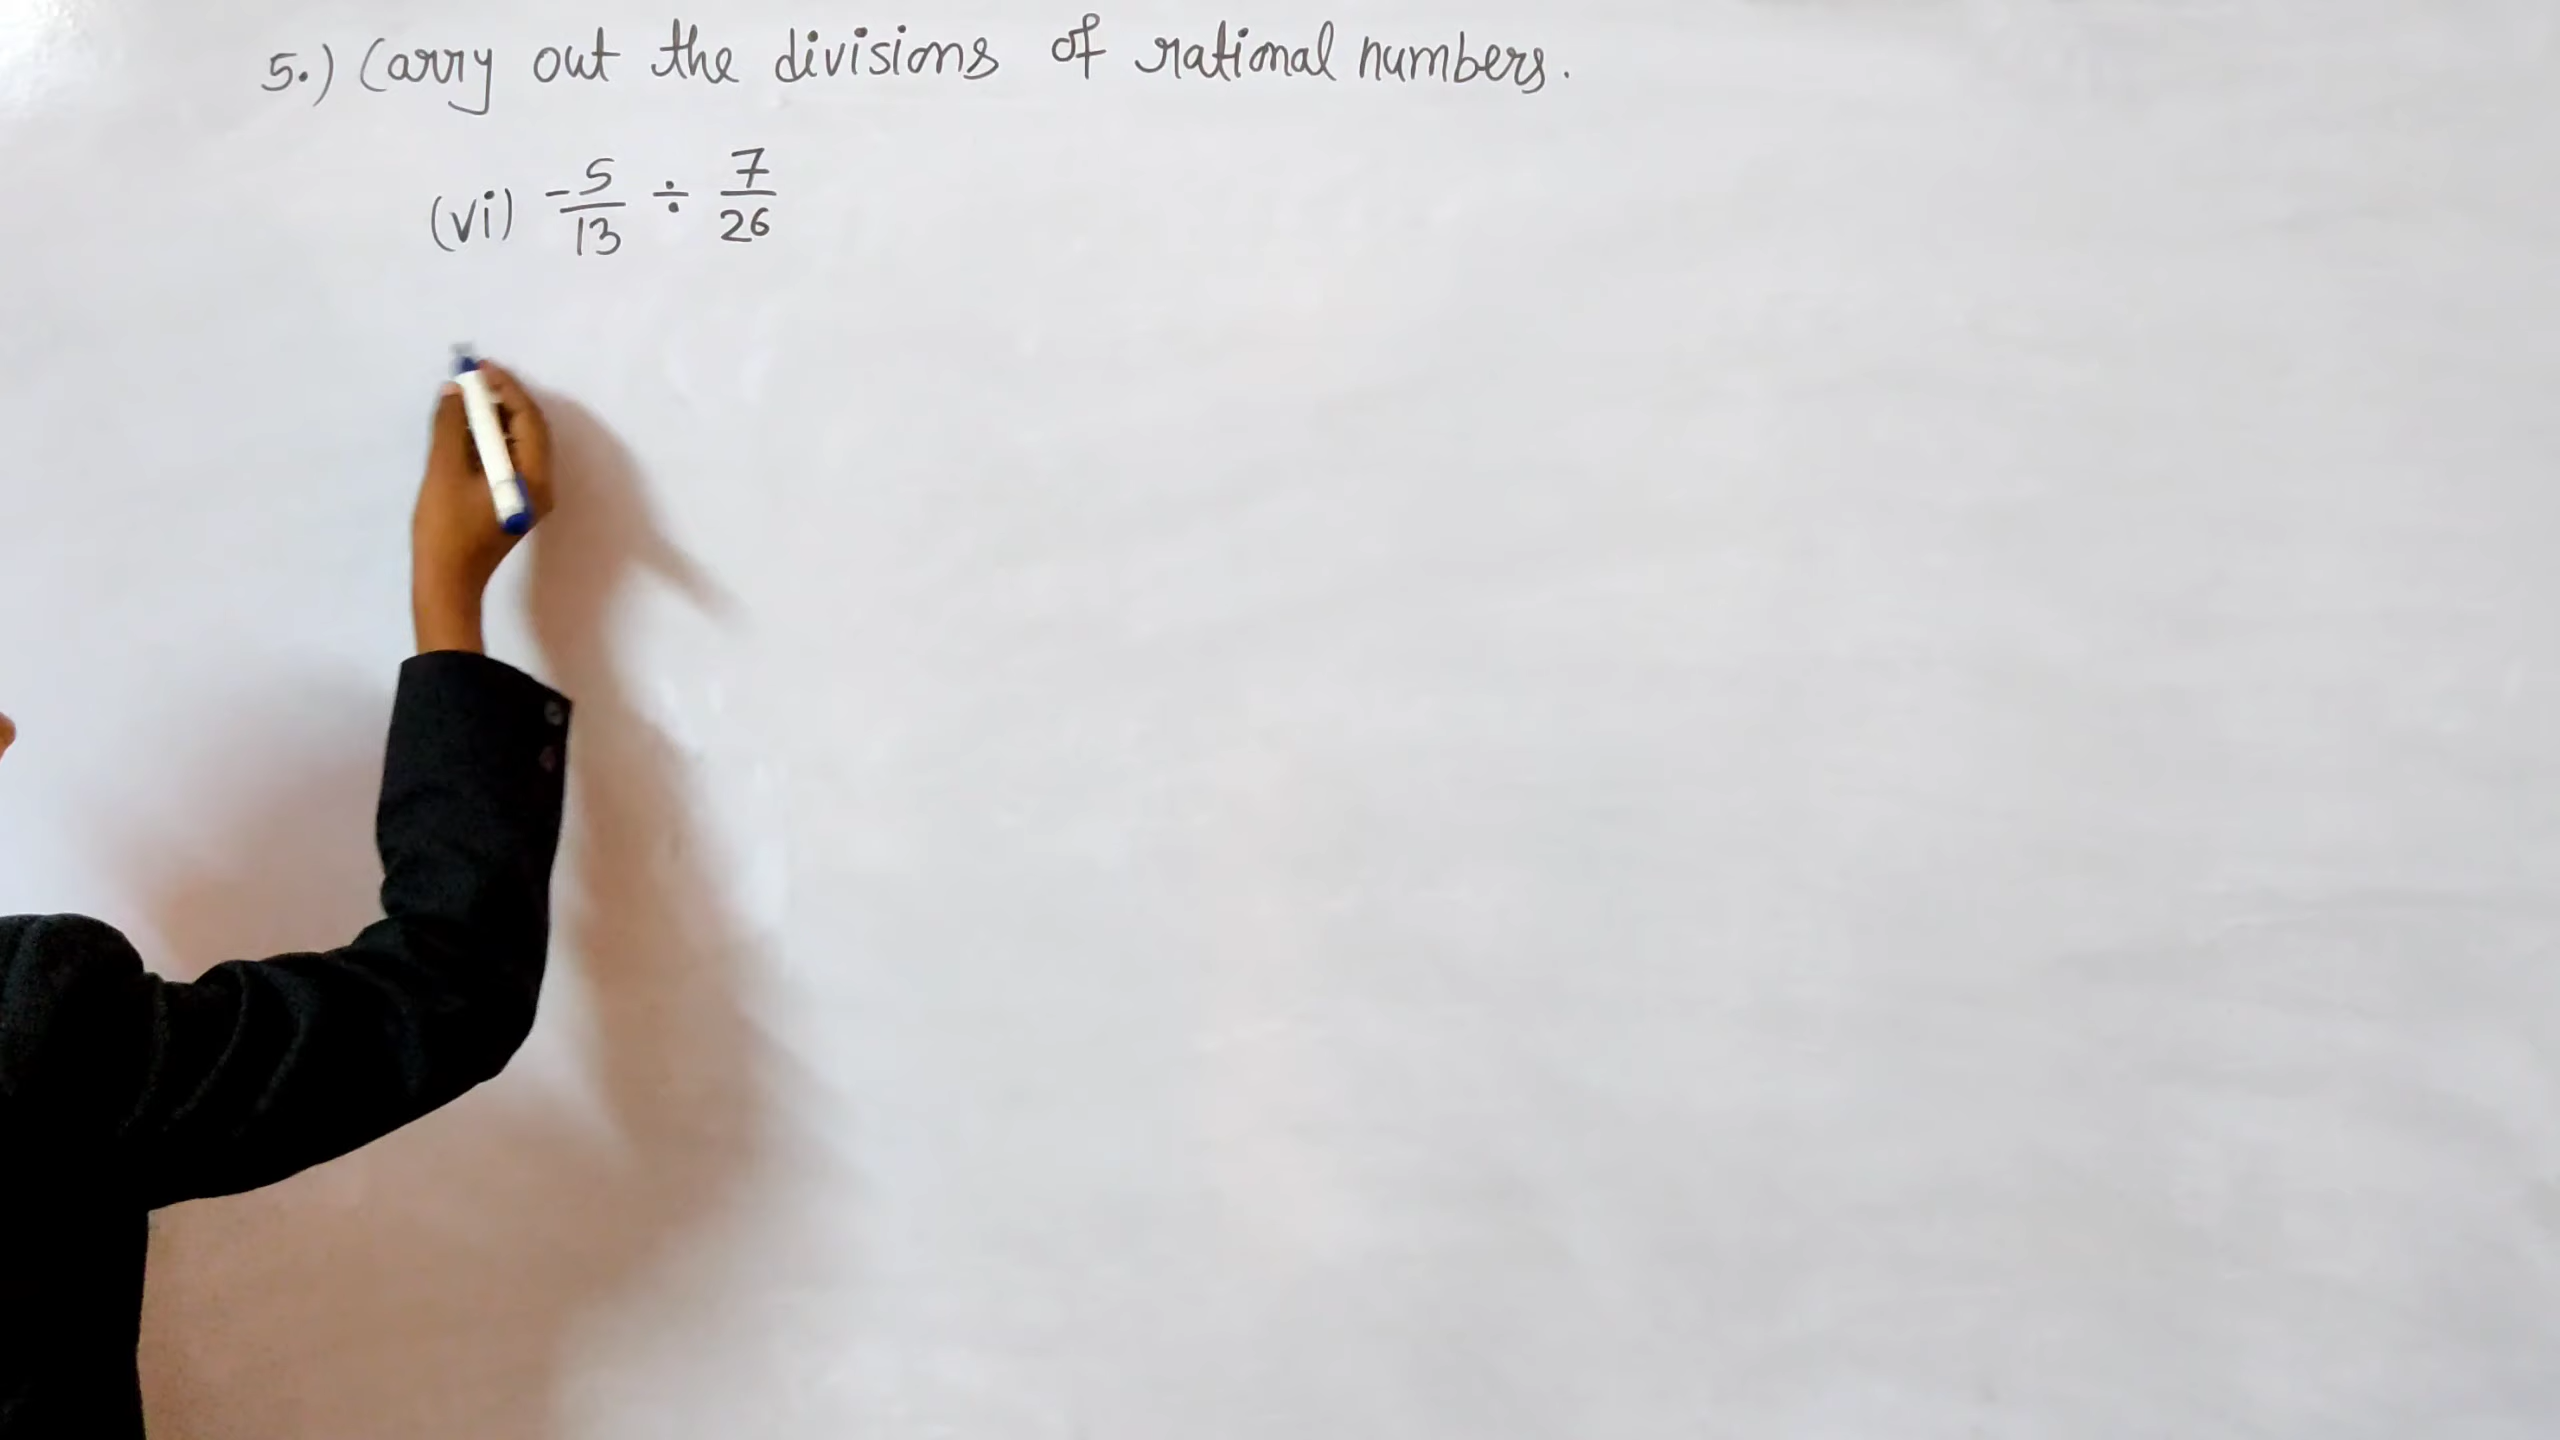 5.) Carry out the divisions of rational numbers.
(vi) -5/13 ÷ 7/26